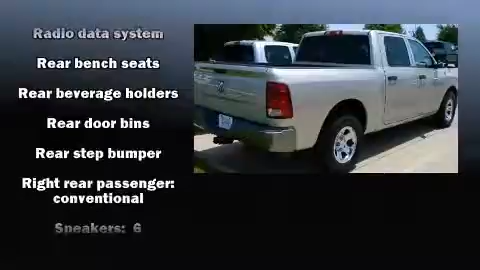 Radio data system
Rear bench seats
Rear beverage holders
Rear door bins
Rear step bumper
Right rear passenger:
conventional
Speakers: 6